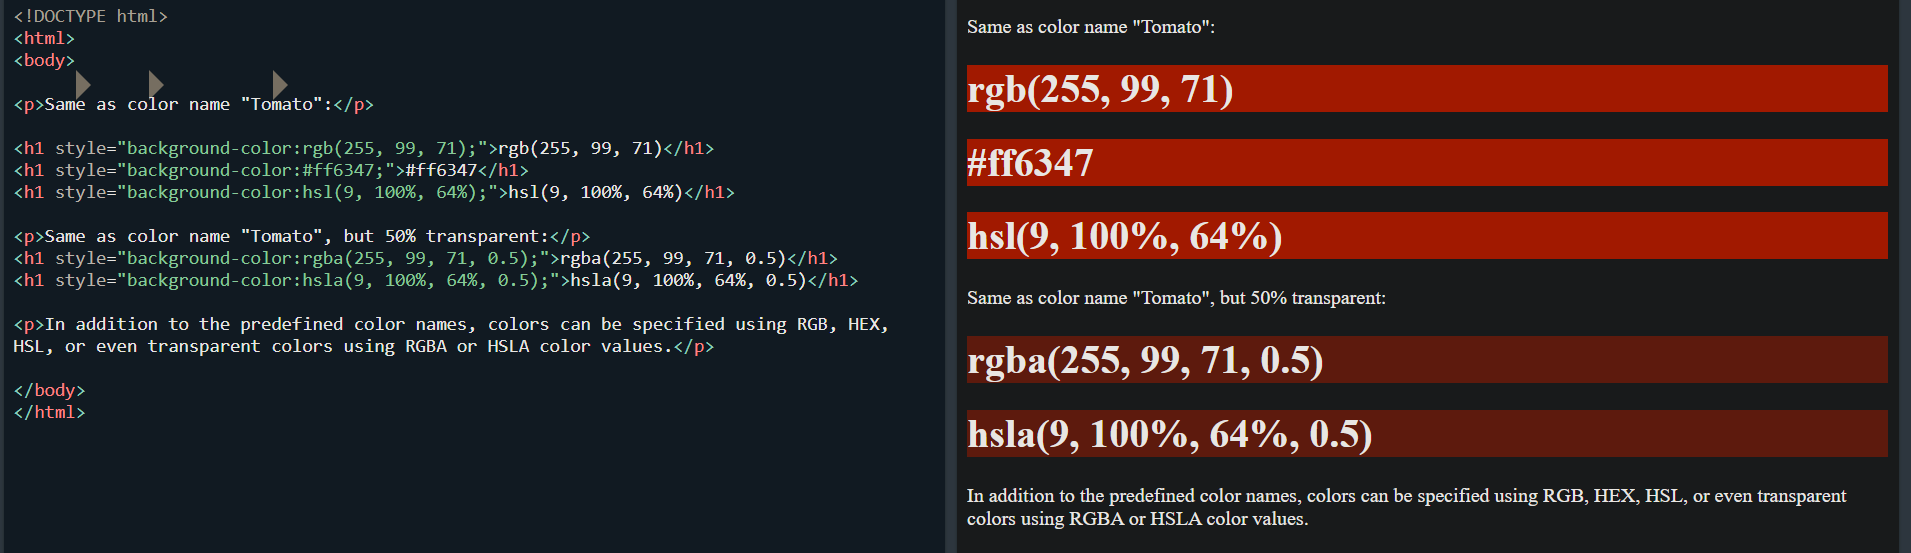 <!DOCTYPE html>
<html>
<body>
<p>Same as color name "Tomato":</p>
<h1 style="background-color:rgb(255, 99, 71);">rgb(255, 99, 71)</h1>
<h1 style="background-color:#ff6347;">#ff6347</h1>
<h1 style="background-color:hsl(9, 100%, 64%);">hsl(9, 100%, 64%)</h1>
<p>Same as color name "Tomato", but 50% transparent:</p>
<h1 style="background-color:rgba(255, 99, 71, 0.5);">rgba(255, 99, 71, 0.5)</h1>
<h1 style="background-color:hsla(9, 100%, 64%, 0.5);">hsla(9, 100%, 64%, 0.5)</h1>
<p>In addition to the predefined color names, colors can be specified using RGB, HEX,
HSL, or even transparent colors using RGBA or HSLA color values.</p>
</body>
</html>
Same as color name "Tomato":
rgb(255, 99, 71)
#ff6347
hsl(9, 100%, 64%)
Same as color name "Tomato", but 50% transparent:
rgba(255, 99, 71, 0.5)
hsla(9, 100%, 64%, 0.5)
In addition to the predefined color names, colors can be specified using RGB, HEX, HSL, or even transparent
colors using RGBA or HSLA color values.